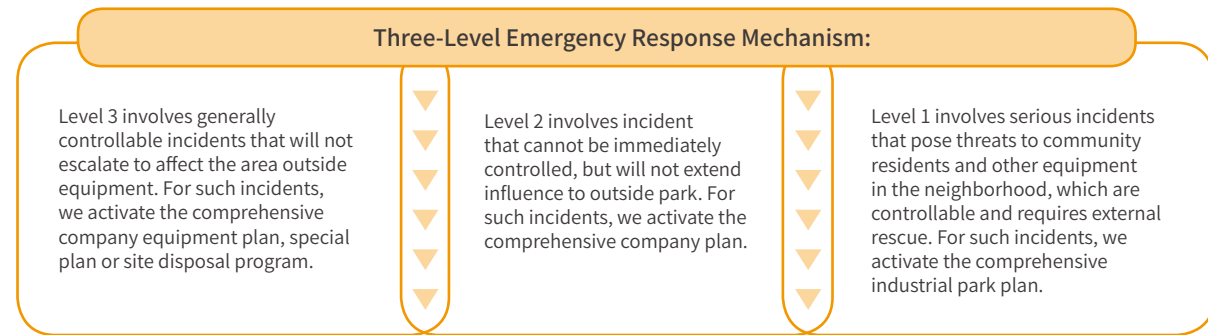 Three-Level Emergency Response Mechanism:
Level 3 involves generally
controllable incidents that will not
escalate to affect the area outside
equipment. For such incidents,
we activate the comprehensive
company equipment plan, special
plan or site disposal program.
Level 2 involves incident
that cannot be immediately
controlled, but will not extend
influence to outside park. For
such incidents, we activate the
comprehensive company plan.
Level 1 involves serious incidents
that pose threats to community
residents and other equipment
in the neighborhood, which are
controllable and requires external
rescue. For such incidents, we
activate the comprehensive
industrial park plan.